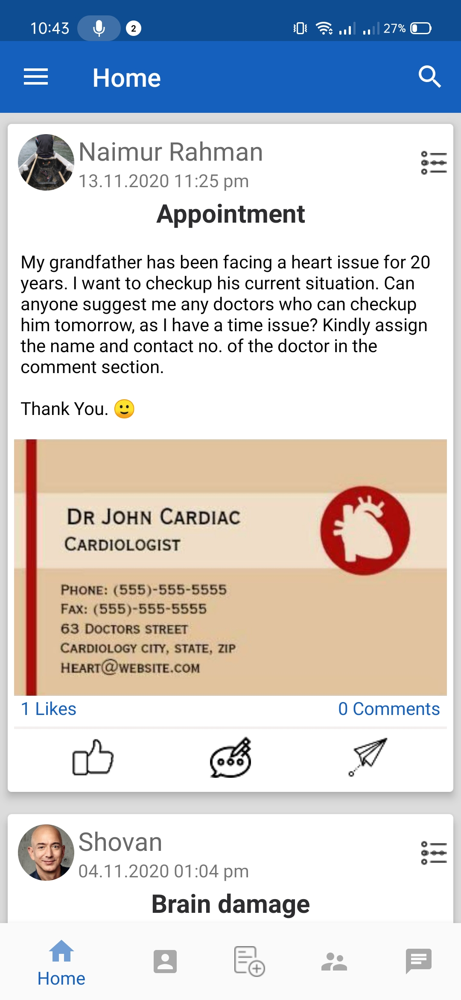 10:43
2
27%
Home
Naimur Rahman
13.11.2020 11:25 pm
Appointment
My grandfather has been facing a heart issue for 20
years. I want to checkup his current situation. Can
anyone suggest me any doctors who can checkup
him tomorrow, as I have a time issue? Kindly assign
the name and contact no. of the doctor in the
comment section.
Thank You. 🙂
DR JOHN CARDIAC
CARDIOLOGIST
PHONE: (555)-555-5555
FAX: (555)-555-5555
63 DOCTORS STREET
CARDIOLOGY CITY, STATE, ZIP
HEART@WEBSITE.COM
1 Likes
0 Comments
Shovan
04.11.2020 01:04 pm
Brain damage
Home